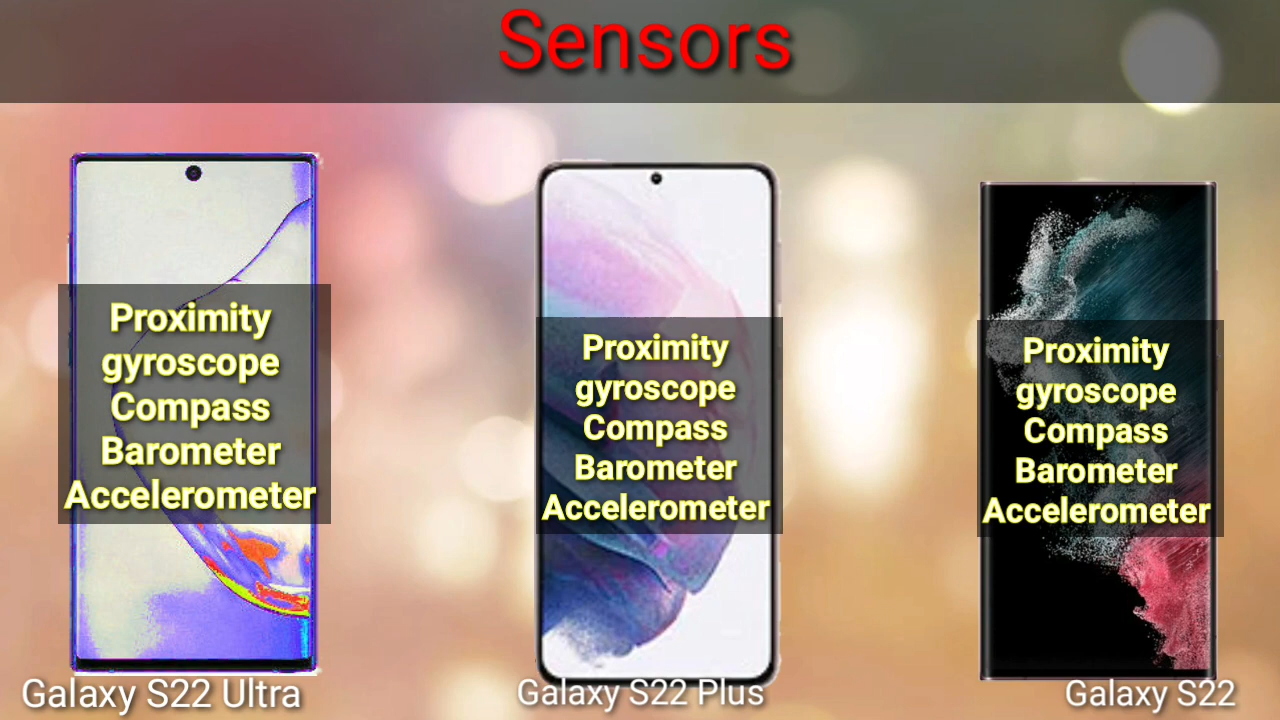 Sensors
Proximity
gyroscope
Compass
Barometer
Accelerometer
Galaxy S22 Ultra
Proximity
gyroscope
Compass
Barometer
Accelerometer
Galaxy S22 Plus
Proximity
gyroscope
Compass
Barometer
Accelerometer
Galaxy S22